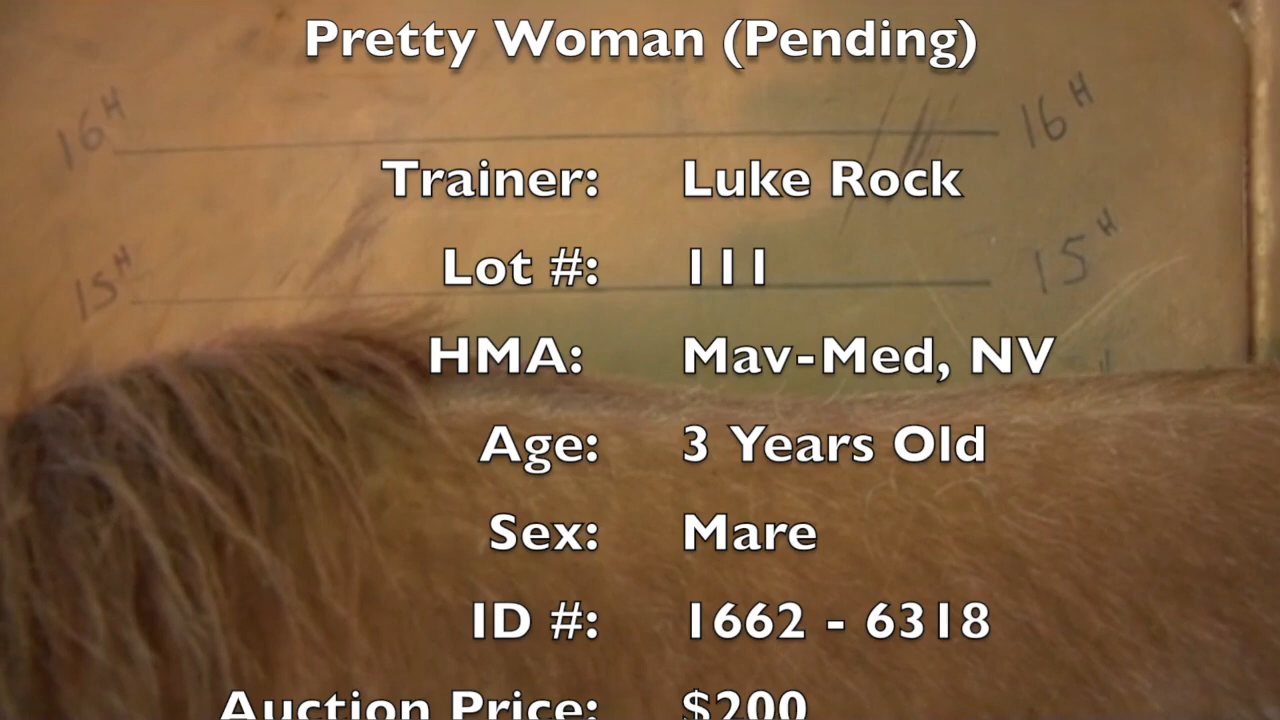 Pretty Woman (Pending)
16H 16H
Trainer: Luke Rock
Lot #: 111
15H 15H
HMA: Mav-Med, NV
Age: 3 Years Old
Sex: Mare
ID #: 1662 - 6318
Auction Price: $200